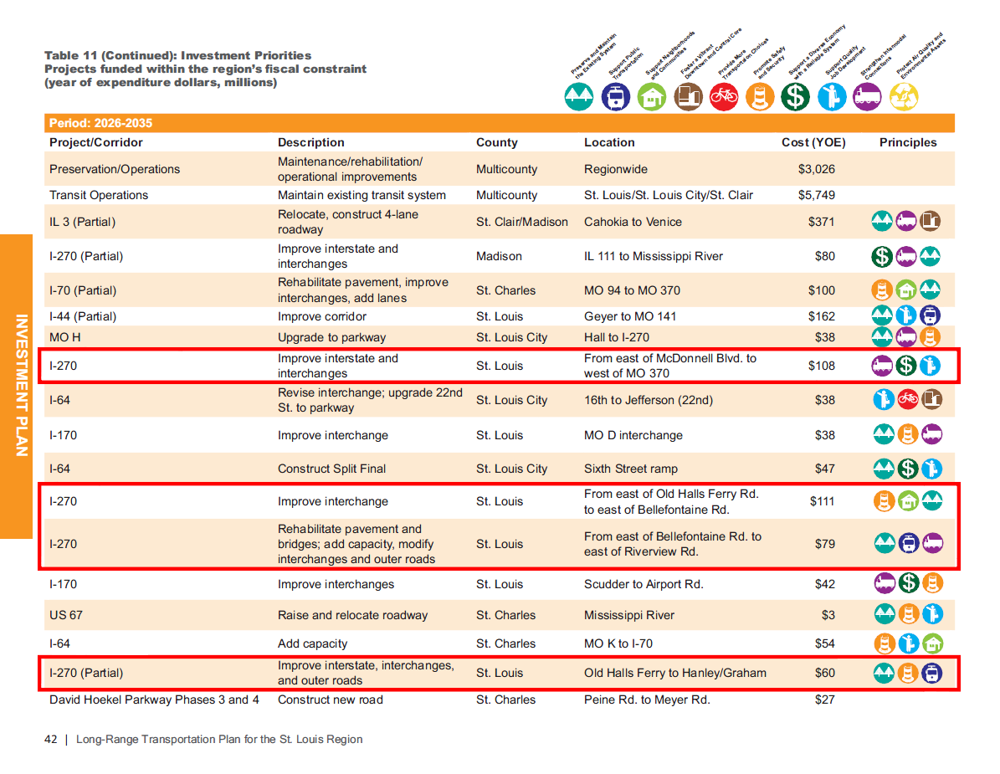 Table 11 (Continued): Investment Priorities
Projects funded within the region's fiscal constraint
(year of expenditure dollars, millions)
Preserve and Maintain
the Existing System
Support Public
Transportation
Support Neighborhoods
and Communities
Foster a Vibrant
Downtown and Central Core
Provide More
Transportation Choices
Promote Safety
and Security
Support a Diverse Economy
with a Reliable System
Support Quality
Job Development
Strengthen Intermodal
Connections
Protect Air Quality and
Environmental Assets
Period: 2026-2035
Project/Corridor Description County Location Cost (YOE) Principles
Preservation/Operations Maintenance/rehabilitation/
operational improvements Multicounty Regionwide $3,026
Transit Operations Maintain existing transit system Multicounty St. Louis/St. Louis City/St. Clair $5,749
IL 3 (Partial) Relocate, construct 4-lane
roadway St. Clair/Madison Cahokia to Venice $371
I-270 (Partial) Improve interstate and
interchanges Madison IL 111 to Mississippi River $80
I-70 (Partial) Rehabilitate pavement, improve
interchanges, add lanes St. Charles MO 94 to MO 370 $100
I-44 (Partial) Improve corridor St. Louis Geyer to MO 141 $162
MO H Upgrade to parkway St. Louis City Hall to I-270 $38
I-270 Improve interstate and
interchanges St. Louis From east of McDonnell Blvd. to
west of MO 370 $108
I-64 Revise interchange; upgrade 22nd
St. to parkway St. Louis City 16th to Jefferson (22nd) $38
I-170 Improve interchange St. Louis MO D interchange $38
I-64 Construct Split Final St. Louis City Sixth Street ramp $47
I-270 Improve interchange St. Louis From east of Old Halls Ferry Rd.
to east of Bellefontaine Rd. $111
I-270 Rehabilitate pavement and
bridges; add capacity, modify
interchanges and outer roads St. Louis From east of Bellefontaine Rd. to
east of Riverview Rd. $79
I-170 Improve interchanges St. Louis Scudder to Airport Rd. $42
US 67 Raise and relocate roadway St. Charles Mississippi River $3
I-64 Add capacity St. Charles MO K to I-70 $54
I-270 (Partial) Improve interstate, interchanges,
and outer roads St. Louis Old Halls Ferry to Hanley/Graham $60
David Hoekel Parkway Phases 3 and 4 Construct new road St. Charles Peine Rd. to Meyer Rd. $27
INVESTMENT PLAN
42 | Long-Range Transportation Plan for the St. Louis Region